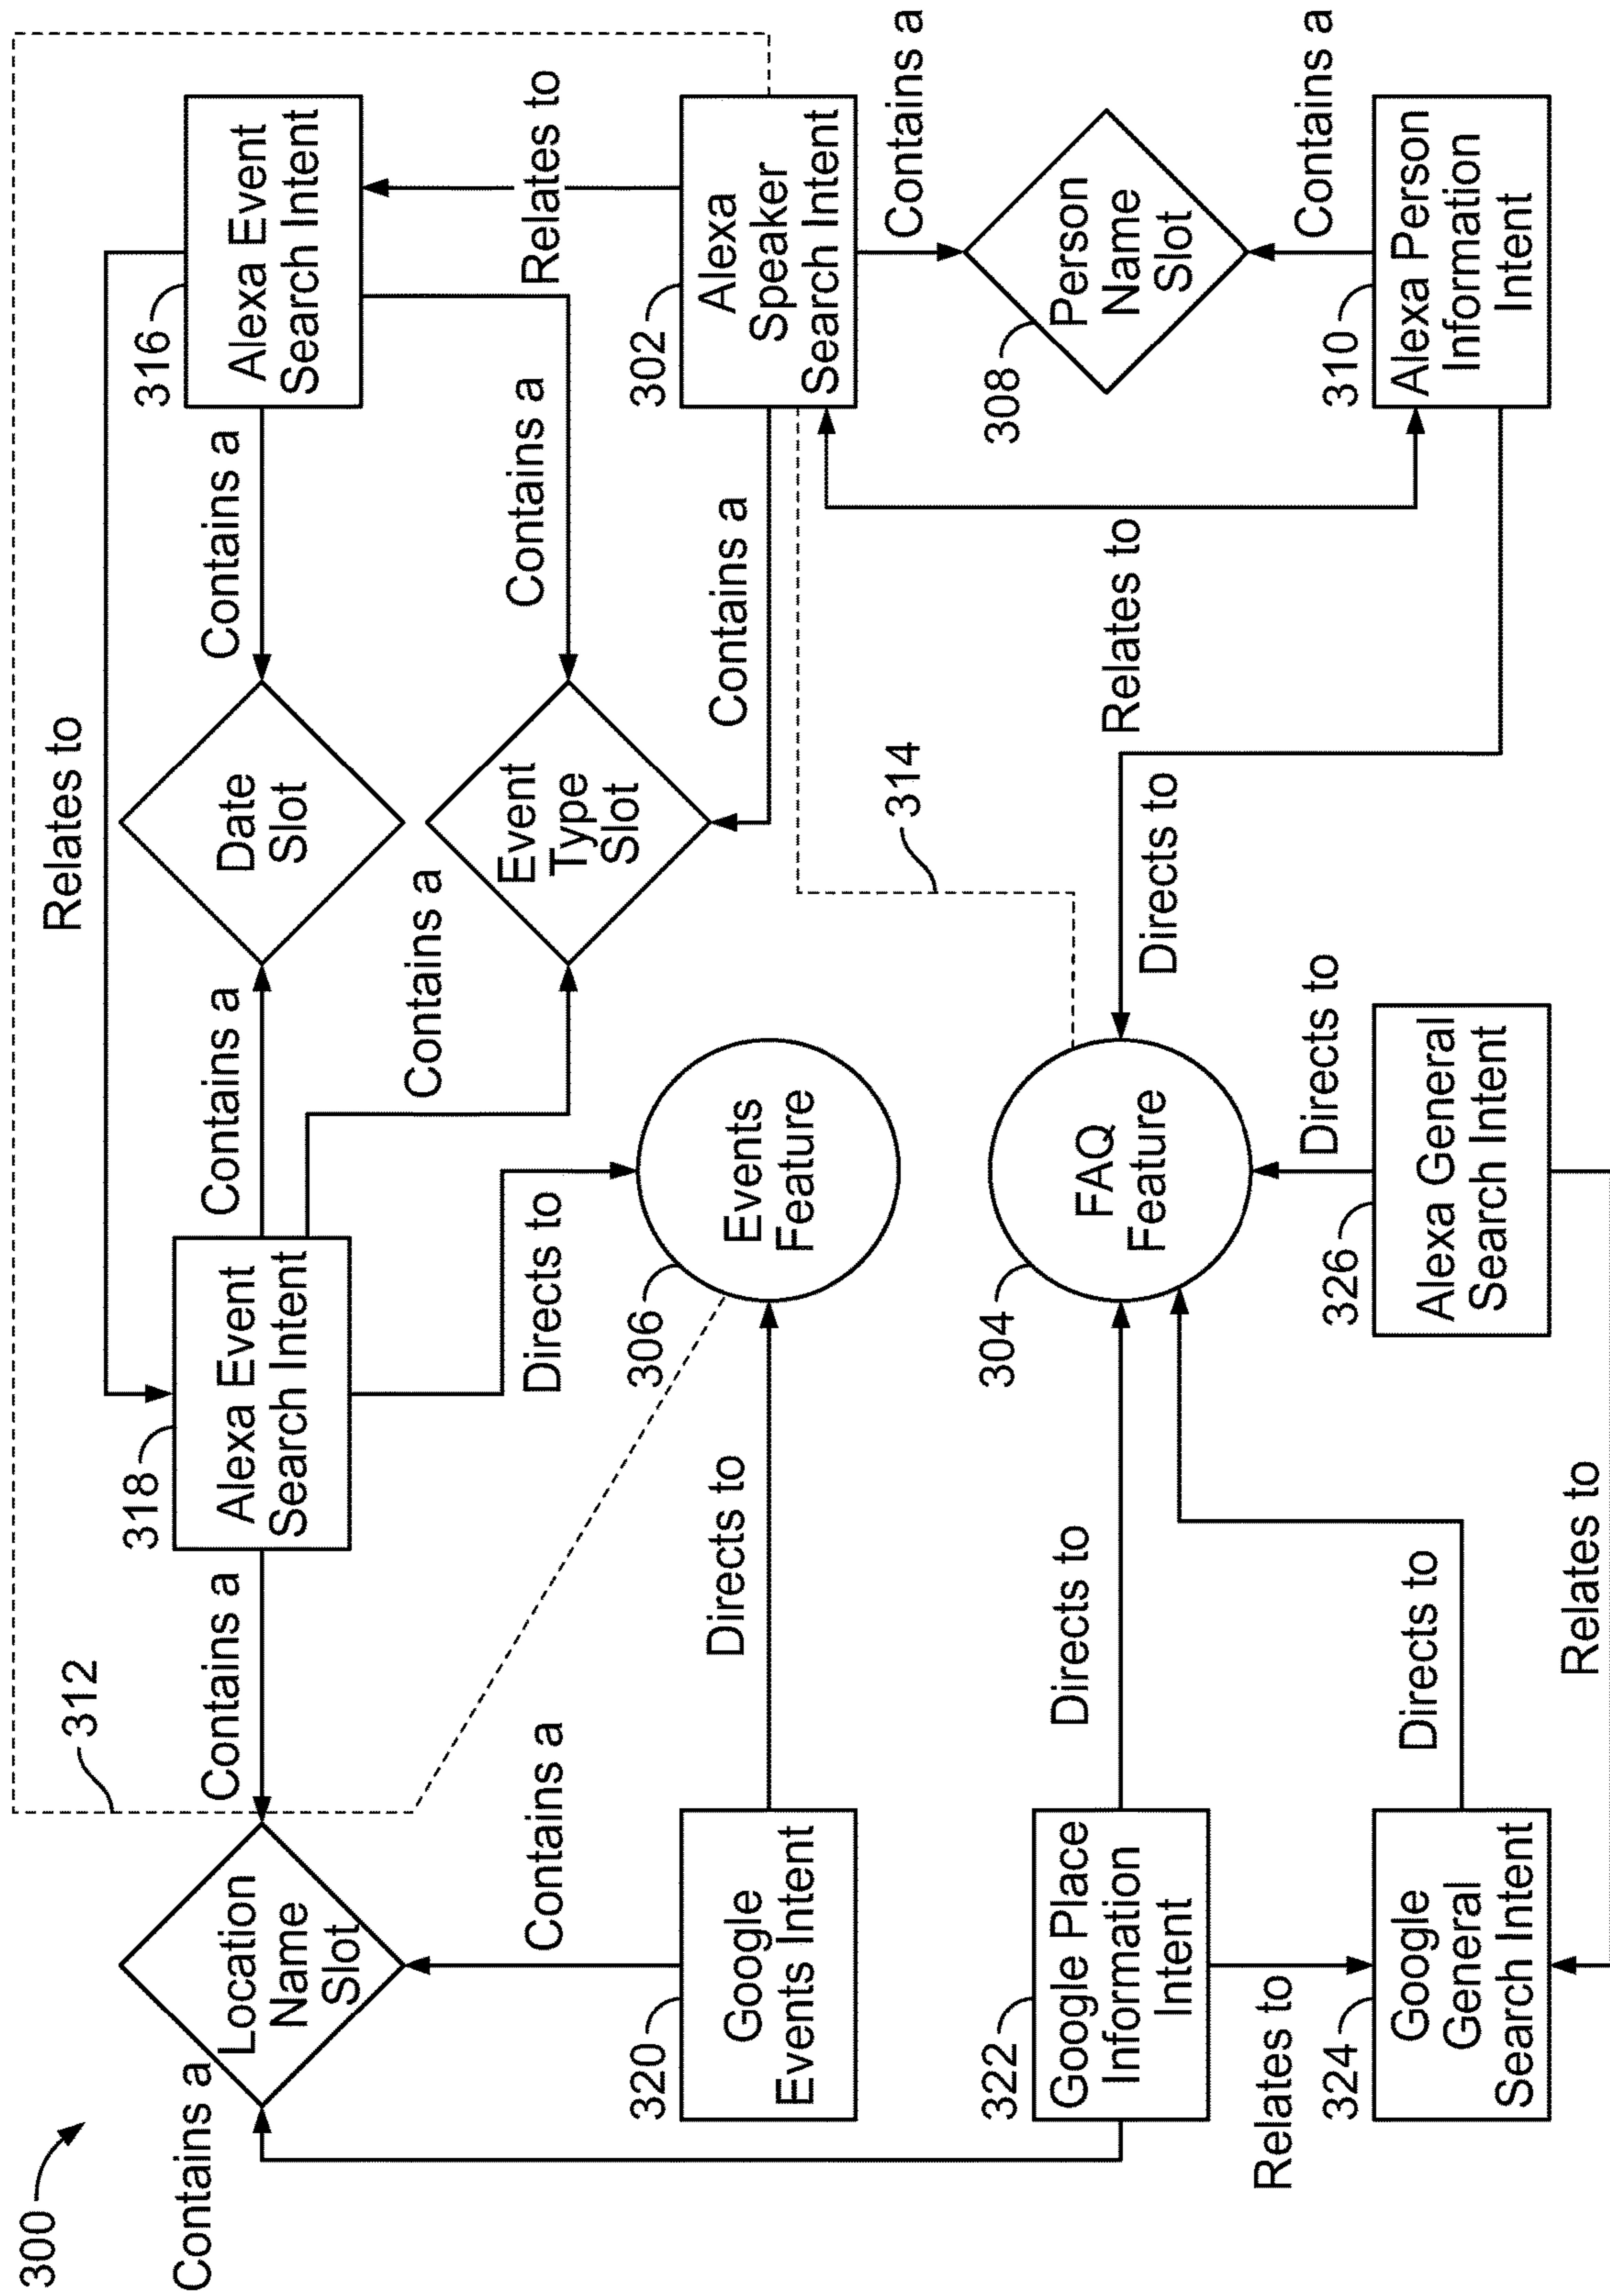 300
Contains a
Location
Name
Slot
312
Contains a
318
Alexa Event
Search Intent
Relates to
Contains a
Date
Slot
Contains a
316
Alexa Event
Search Intent
Contains a
Directs to
Contains a
Event
Type
Slot
Contains a
Relates to
320
Google
Events Intent
Directs to
306
Events
Feature
Contains a
302
Alexa
Speaker
Search Intent
314
Contains a
322
Google Place
Information
Intent
Directs to
304
FAQ
Feature
Directs to
Relates to
308
Person
Name
Slot
Relates to
Directs to
Contains a
324
Google
General
Search Intent
Directs to
326
Alexa General
Search Intent
310
Alexa Person
Information
Intent
Relates to